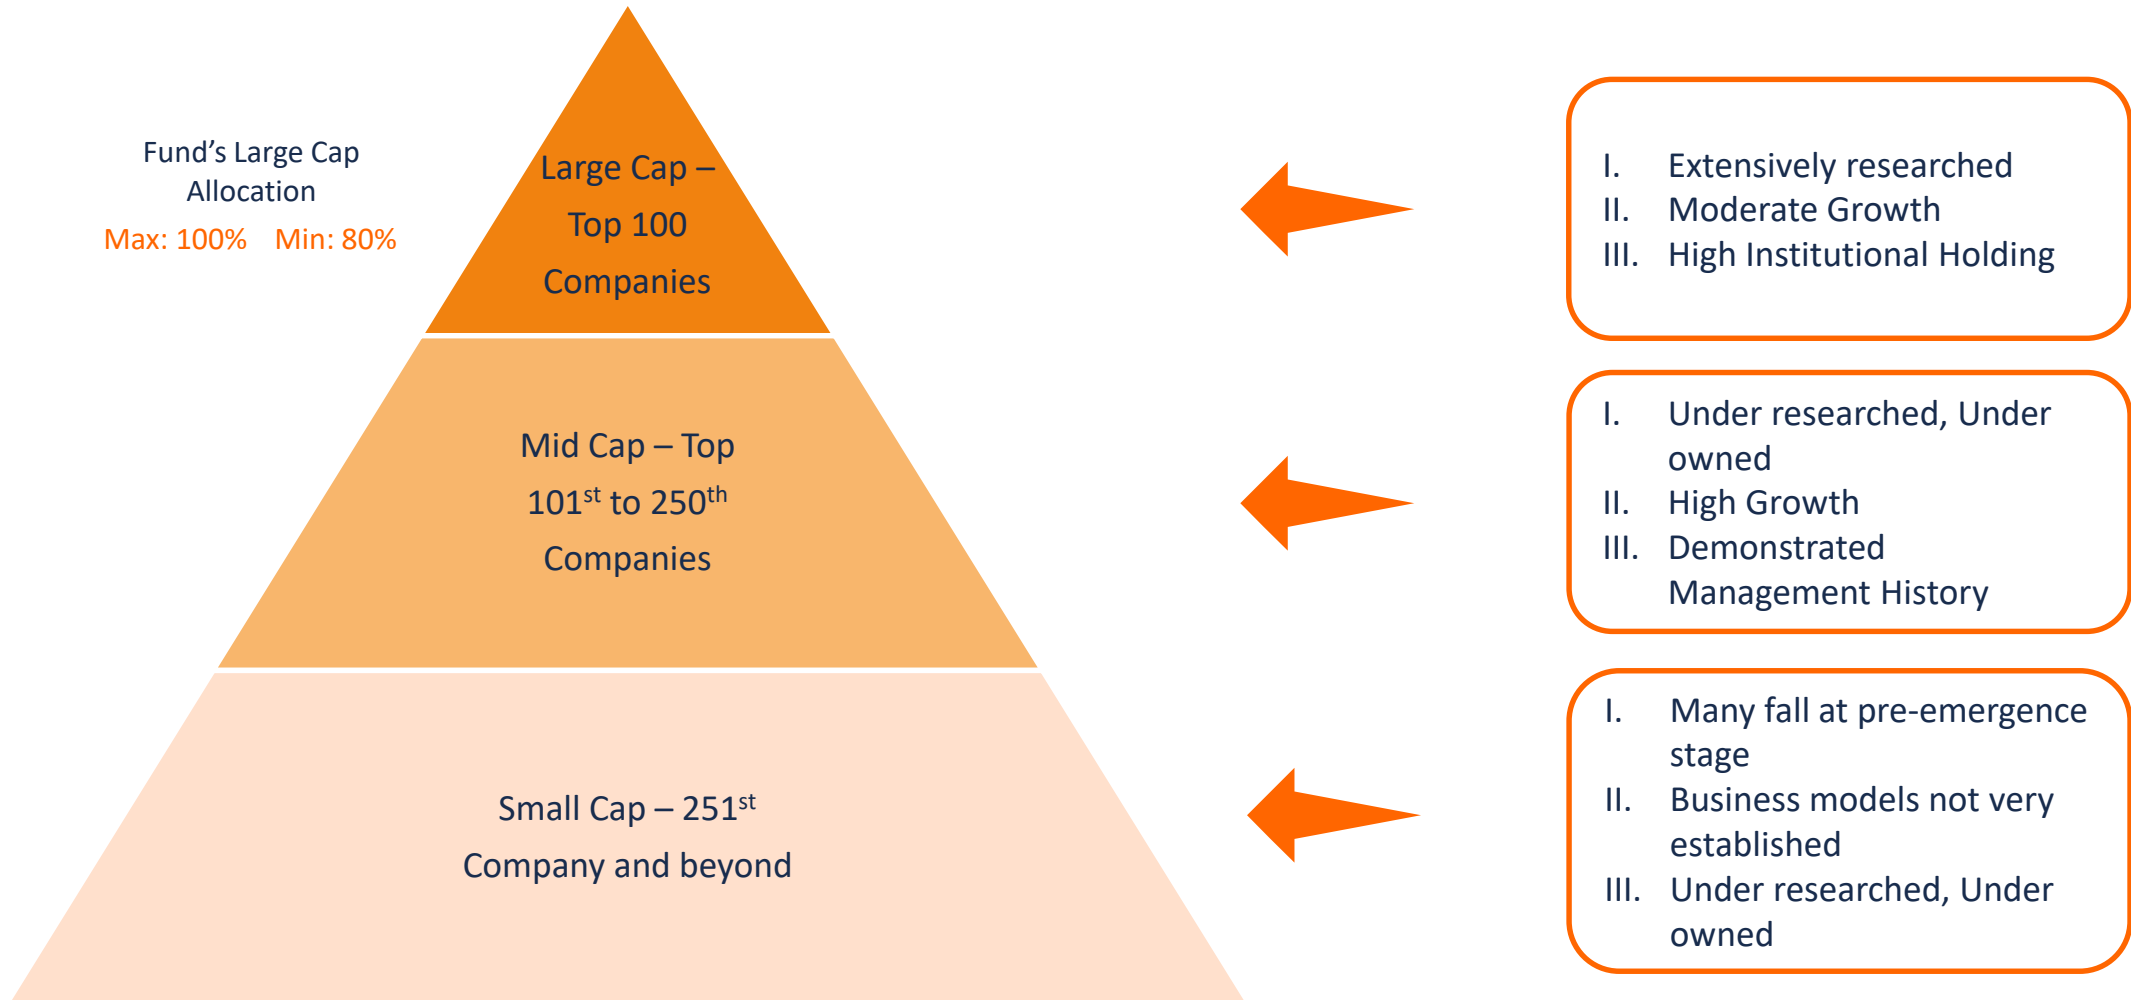 Fund’s Large Cap
Allocation
Max: 100% Min: 80%
Large Cap –
Top 100
Companies
I. Extensively researched
II. Moderate Growth
III. High Institutional Holding
Mid Cap – Top
101st to 250th
Companies
I. Under researched, Under
owned
II. High Growth
III. Demonstrated
Management History
Small Cap – 251st
Company and beyond
I. Many fall at pre-emergence
stage
II. Business models not very
established
III. Under researched, Under
owned